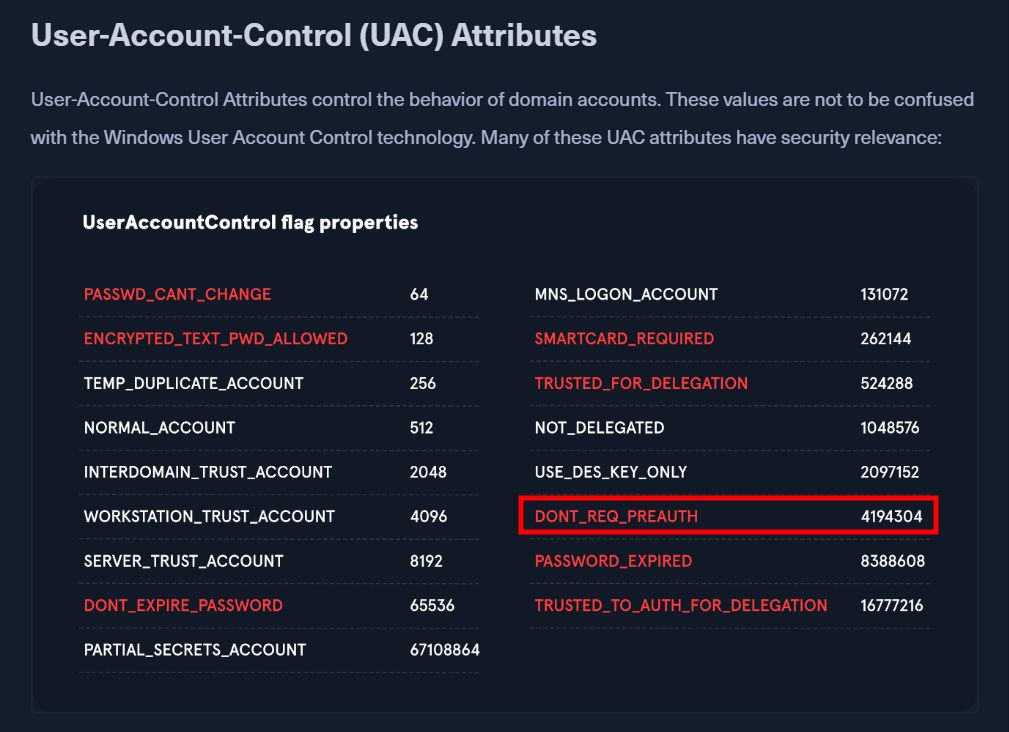 User-Account-Control (UAC) Attributes
User-Account-Control Attributes control the behavior of domain accounts. These values are not to be confused
with the Windows User Account Control technology. Many of these UAC attributes have security relevance:
UserAccountControl flag properties
PASSWD_CANT_CHANGE 64
ENCRYPTED_TEXT_PWD_ALLOWED 128
TEMP_DUPLICATE_ACCOUNT 256
NORMAL_ACCOUNT 512
INTERDOMAIN_TRUST_ACCOUNT 2048
WORKSTATION_TRUST_ACCOUNT 4096
SERVER_TRUST_ACCOUNT 8192
DONT_EXPIRE_PASSWORD 65536
PARTIAL_SECRETS_ACCOUNT 67108864
MNS_LOGON_ACCOUNT 131072
SMARTCARD_REQUIRED 262144
TRUSTED_FOR_DELEGATION 524288
NOT_DELEGATED 1048576
USE_DES_KEY_ONLY 2097152
DONT_REQ_PREAUTH 4194304
PASSWORD_EXPIRED 8388608
TRUSTED_TO_AUTH_FOR_DELEGATION 16777216